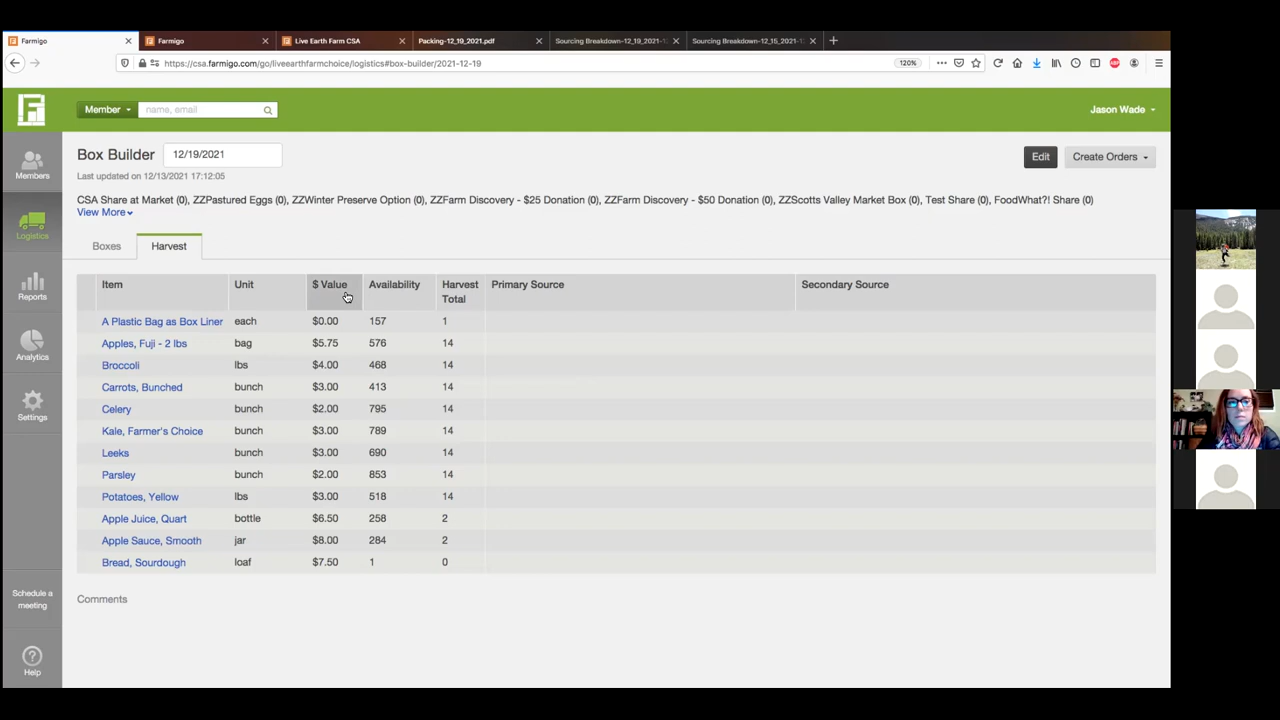 Farmigo
Farmigo
Live Earth Farm CSA
Packing-12_19_2021.pdf
Sourcing Breakdown-12_19_2021-1
Sourcing Breakdown-12_15_2021-1
https://csa.farmigo.com/go/liveearthfarmchoice/logistics#box-builder/2021-12-19
120%
Member
name, email
Jason Wade
Members
Logistics
Reports
Analytics
Settings
Schedule a
meeting
Help
Box Builder 12/19/2021
Edit
Create Orders
Last updated on 12/13/2021 17:12:05
CSA Share at Market (0), ZZPastured Eggs (0), ZZWinter Preserve Option (0), ZZFarm Discovery - $25 Donation (0), ZZFarm Discovery - $50 Donation (0), ZZScotts Valley Market Box (0), Test Share (0), FoodWhat?! Share (0)
View More
Boxes Harvest
Item Unit $ Value Availability Harvest Total Primary Source Secondary Source
A Plastic Bag as Box Liner each $0.00 157 1
Apples, Fuji - 2 lbs bag $5.75 576 14
Broccoli lbs $4.00 468 14
Carrots, Bunched bunch $3.00 413 14
Celery bunch $2.00 795 14
Kale, Farmer's Choice bunch $3.00 789 14
Leeks bunch $3.00 690 14
Parsley bunch $2.00 853 14
Potatoes, Yellow lbs $3.00 518 14
Apple Juice, Quart bottle $6.50 258 2
Apple Sauce, Smooth jar $8.00 284 2
Bread, Sourdough loaf $7.50 1 0
Comments